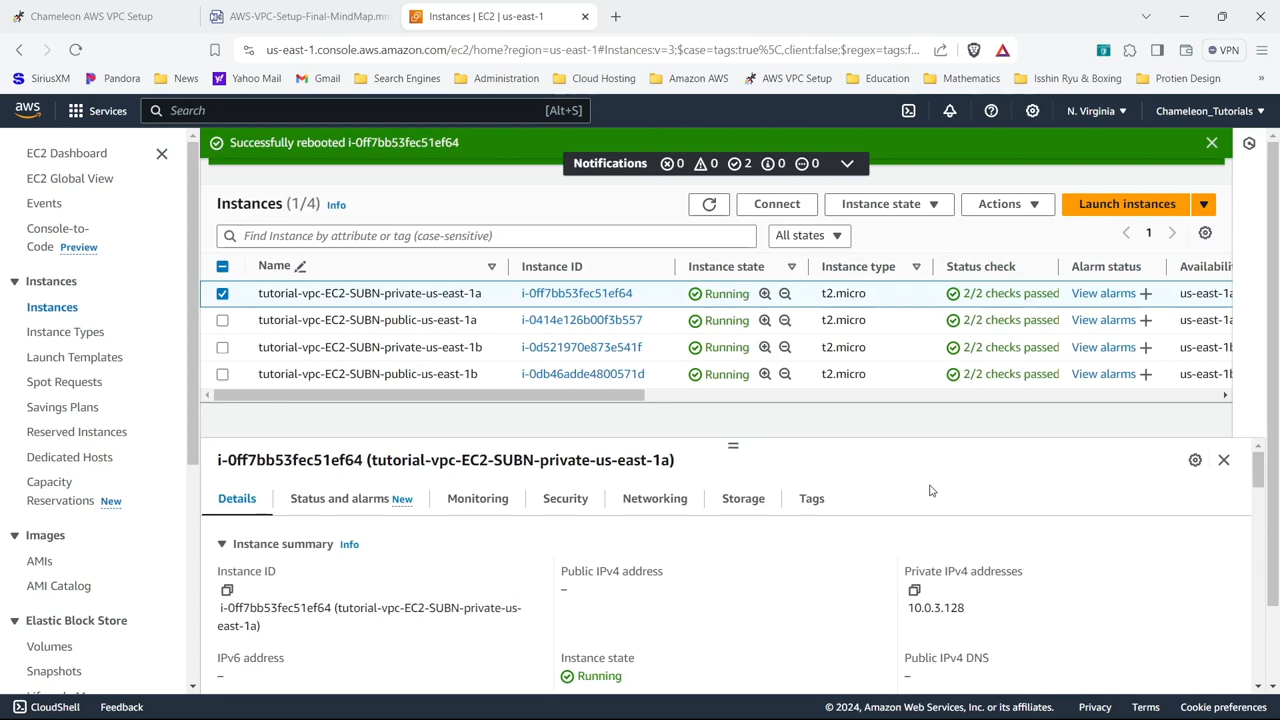 Chameleon AWS VPC Setup
AWS-VPC-Setup-Final-MindMap.mn
Instances | EC2 | us-east-1
us-east-1.console.aws.amazon.com/ec2/home?region=us-east-1#Instances:v=3;$case=tags:true%5C,client:false;$regex=tags:f...
VPN
SiriusXM
Pandora
News
Yahoo Mail
Gmail
Search Engines
Administration
Cloud Hosting
Amazon AWS
AWS VPC Setup
Education
Mathematics
Isshin Ryu & Boxing
Protien Design
»
aws
Services
Search
[Alt+S]
N. Virginia
Chameleon_Tutorials
EC2 Dashboard
EC2 Global View
Events
Console-to-
Code Preview
Instances
Instances
Instance Types
Launch Templates
Spot Requests
Savings Plans
Reserved Instances
Dedicated Hosts
Capacity
Reservations New
Images
AMIs
AMI Catalog
Elastic Block Store
Volumes
Snapshots
Successfully rebooted i-0ff7bb53fec51ef64
Notifications 0 0 2 0 0
Instances (1/4) Info
Connect
Instance state
Actions
Launch instances
Find Instance by attribute or tag (case-sensitive)
All states
1
Name Instance ID Instance state Instance type Status check Alarm status Availabili
tutorial-vpc-EC2-SUBN-private-us-east-1a i-0ff7bb53fec51ef64 Running t2.micro 2/2 checks passed View alarms + us-east-1a
tutorial-vpc-EC2-SUBN-public-us-east-1a i-0414e126b00f3b557 Running t2.micro 2/2 checks passed View alarms + us-east-1a
tutorial-vpc-EC2-SUBN-private-us-east-1b i-0d521970e873e541f Running t2.micro 2/2 checks passed View alarms + us-east-1b
tutorial-vpc-EC2-SUBN-public-us-east-1b i-0db46adde4800571d Running t2.micro 2/2 checks passed View alarms + us-east-1b
i-0ff7bb53fec51ef64 (tutorial-vpc-EC2-SUBN-private-us-east-1a)
Details
Status and alarms New
Monitoring
Security
Networking
Storage
Tags
Instance summary Info
Instance ID
i-0ff7bb53fec51ef64 (tutorial-vpc-EC2-SUBN-private-us-
east-1a)
Public IPv4 address
–
Private IPv4 addresses
10.0.3.128
IPv6 address
–
Instance state
Running
Public IPv4 DNS
–
CloudShell
Feedback
© 2024, Amazon Web Services, Inc. or its affiliates.
Privacy
Terms
Cookie preferences